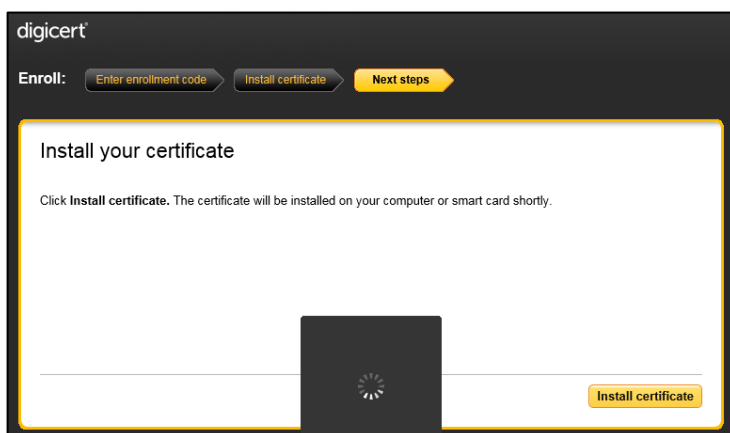 digicert®
Enroll: Enter enrollment code Install certificate Next steps
Install your certificate
Click Install certificate. The certificate will be installed on your computer or smart card shortly.
Install certificate